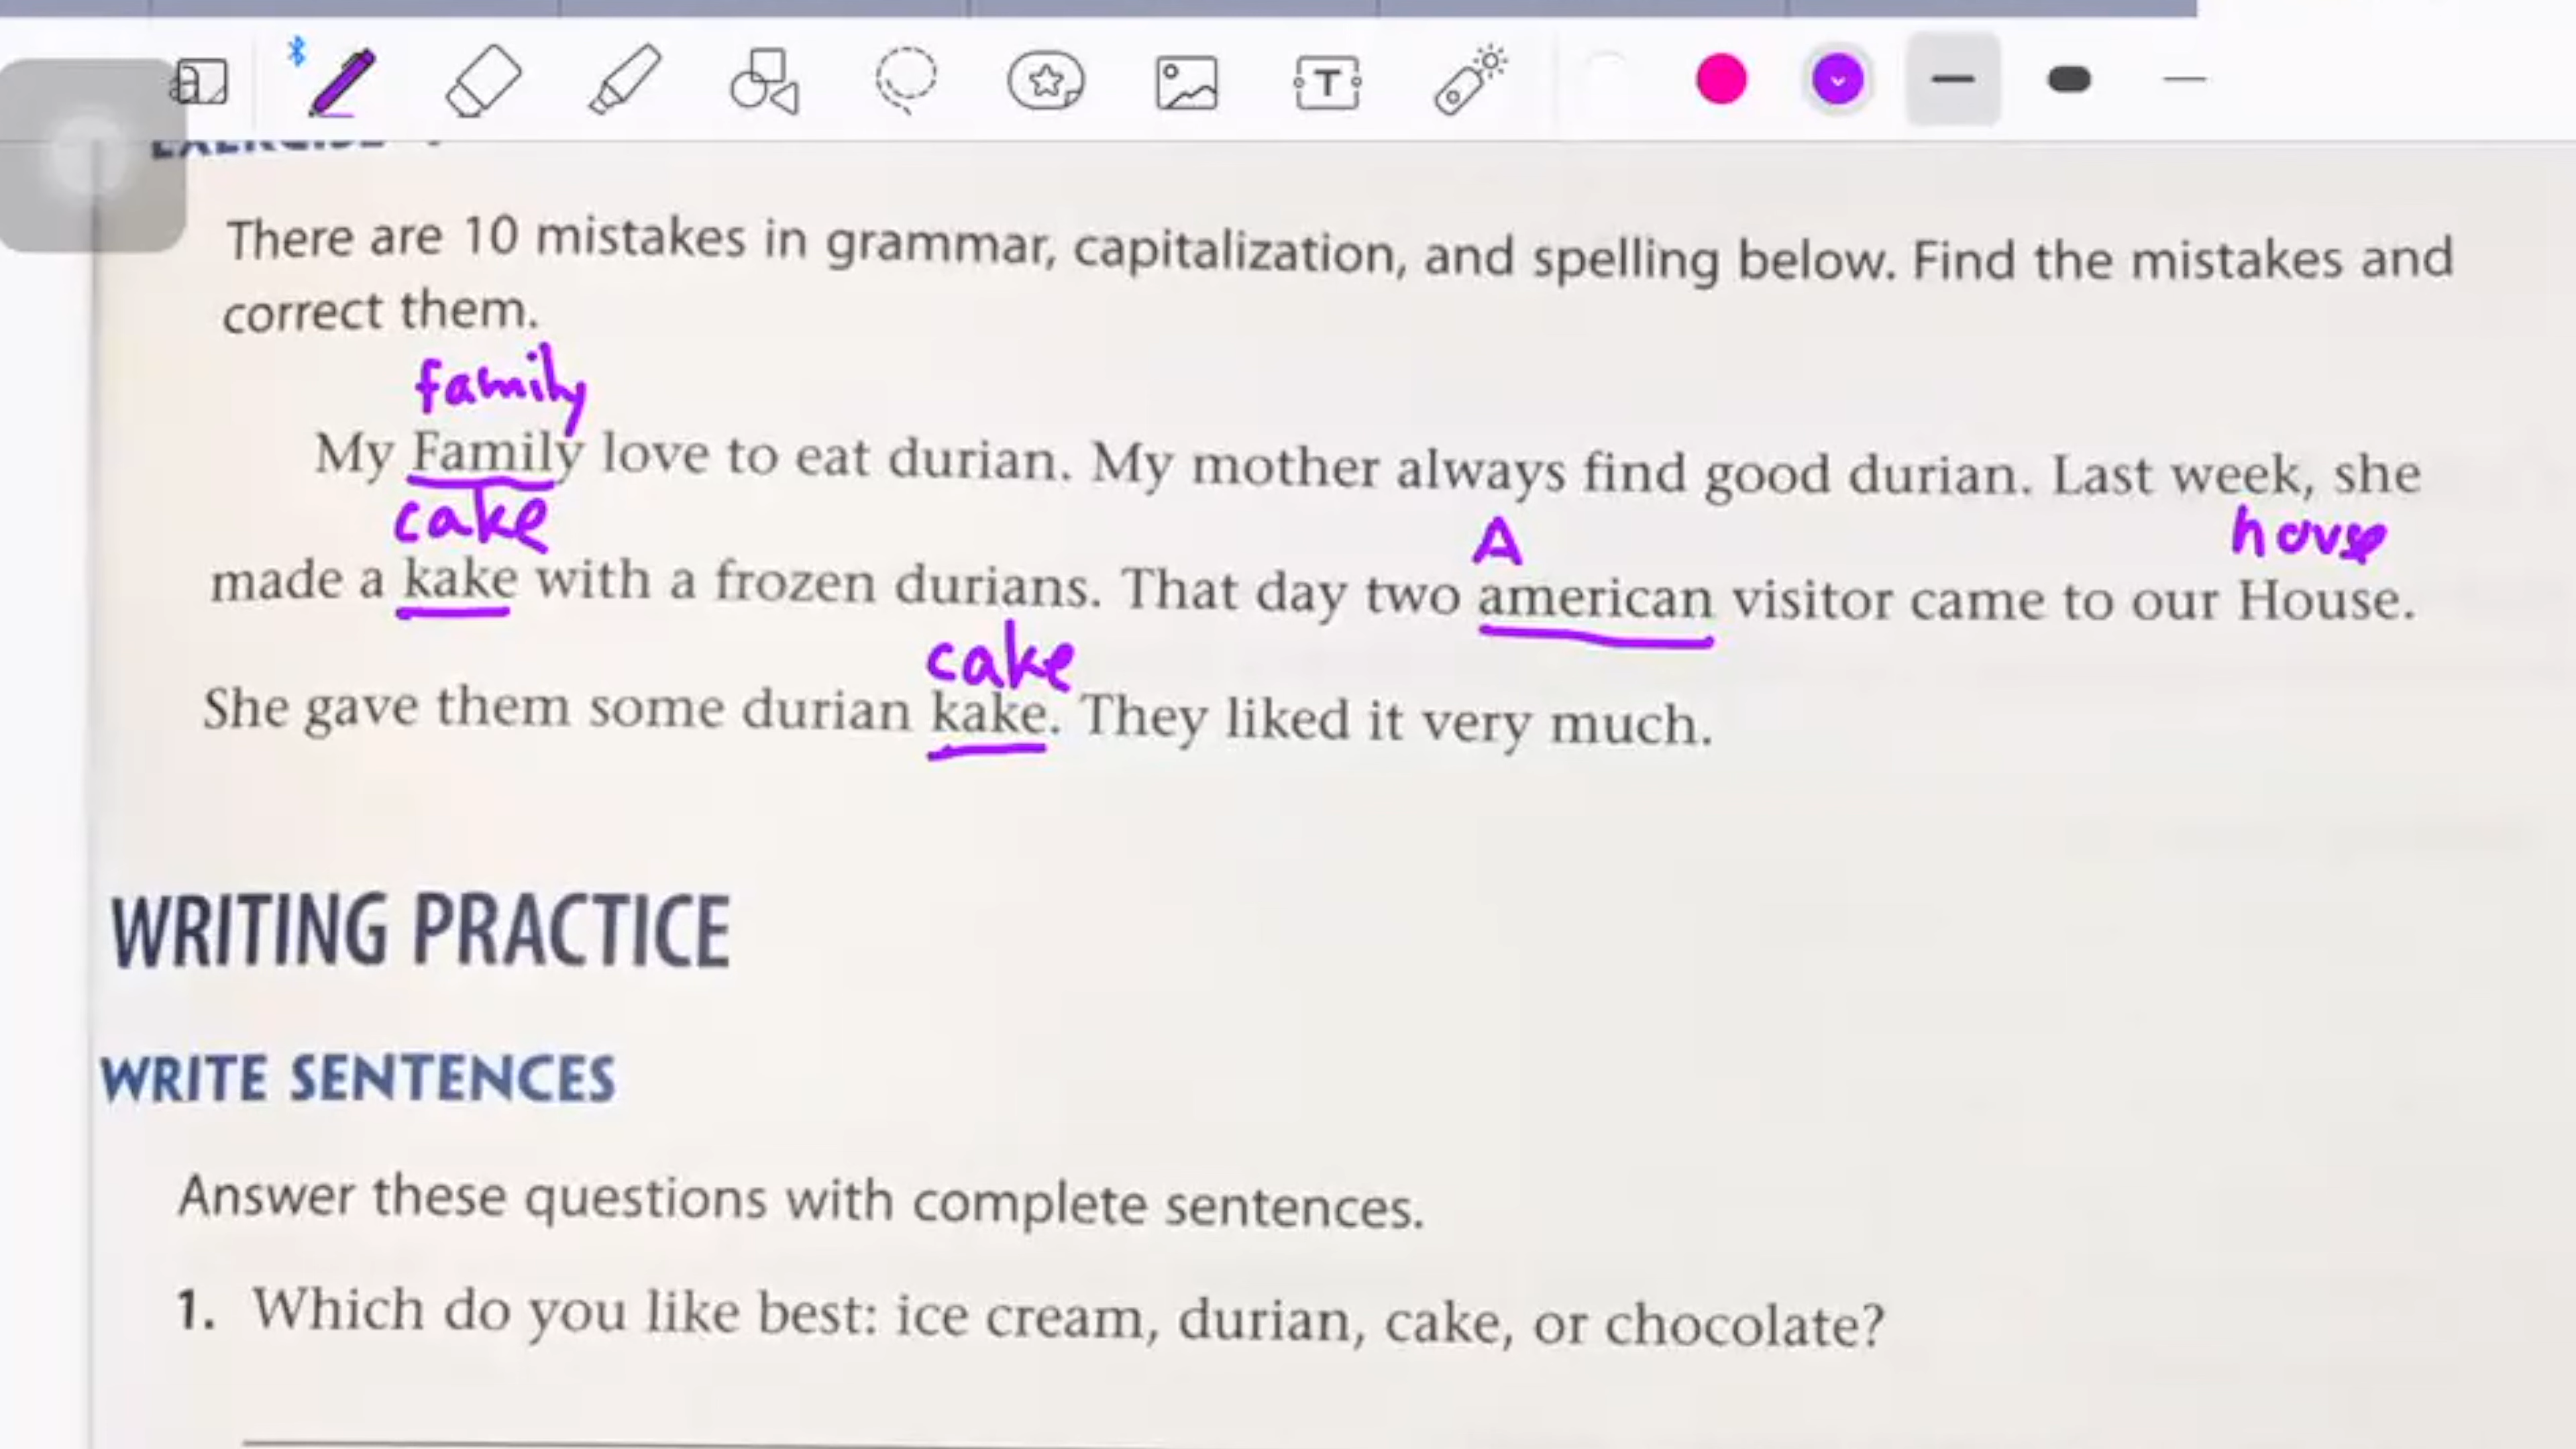 There are 10 mistakes in grammar, capitalization, and spelling below. Find the mistakes and
correct them.
family
My Family love to eat durian. My mother always find good durian. Last week, she
cake A house
made a kake with a frozen durians. That day two american visitor came to our House.
cake
She gave them some durian kake. They liked it very much.
WRITING PRACTICE
WRITE SENTENCES
Answer these questions with complete sentences.
1. Which do you like best: ice cream, durian, cake, or chocolate?